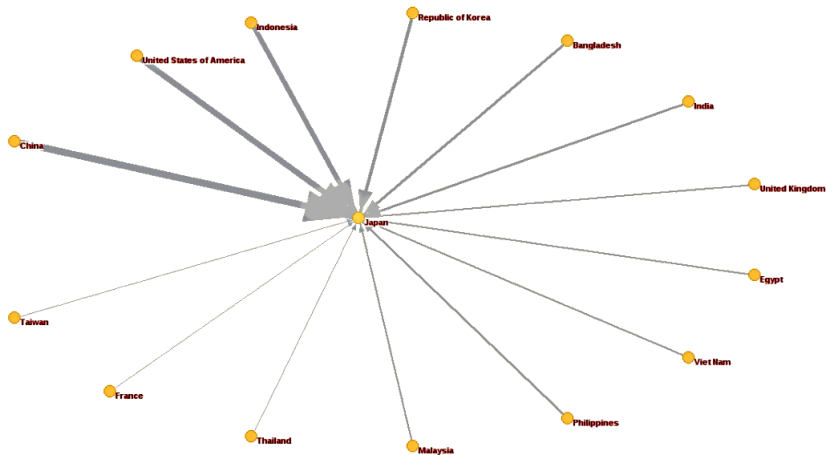 Republic of Korea
Indonesia
Bangladesh
United States of America
India
China
United Kingdom
Japan
Egypt
Taiwan
Viet Nam
France
Philippines
Thailand
Malaysia